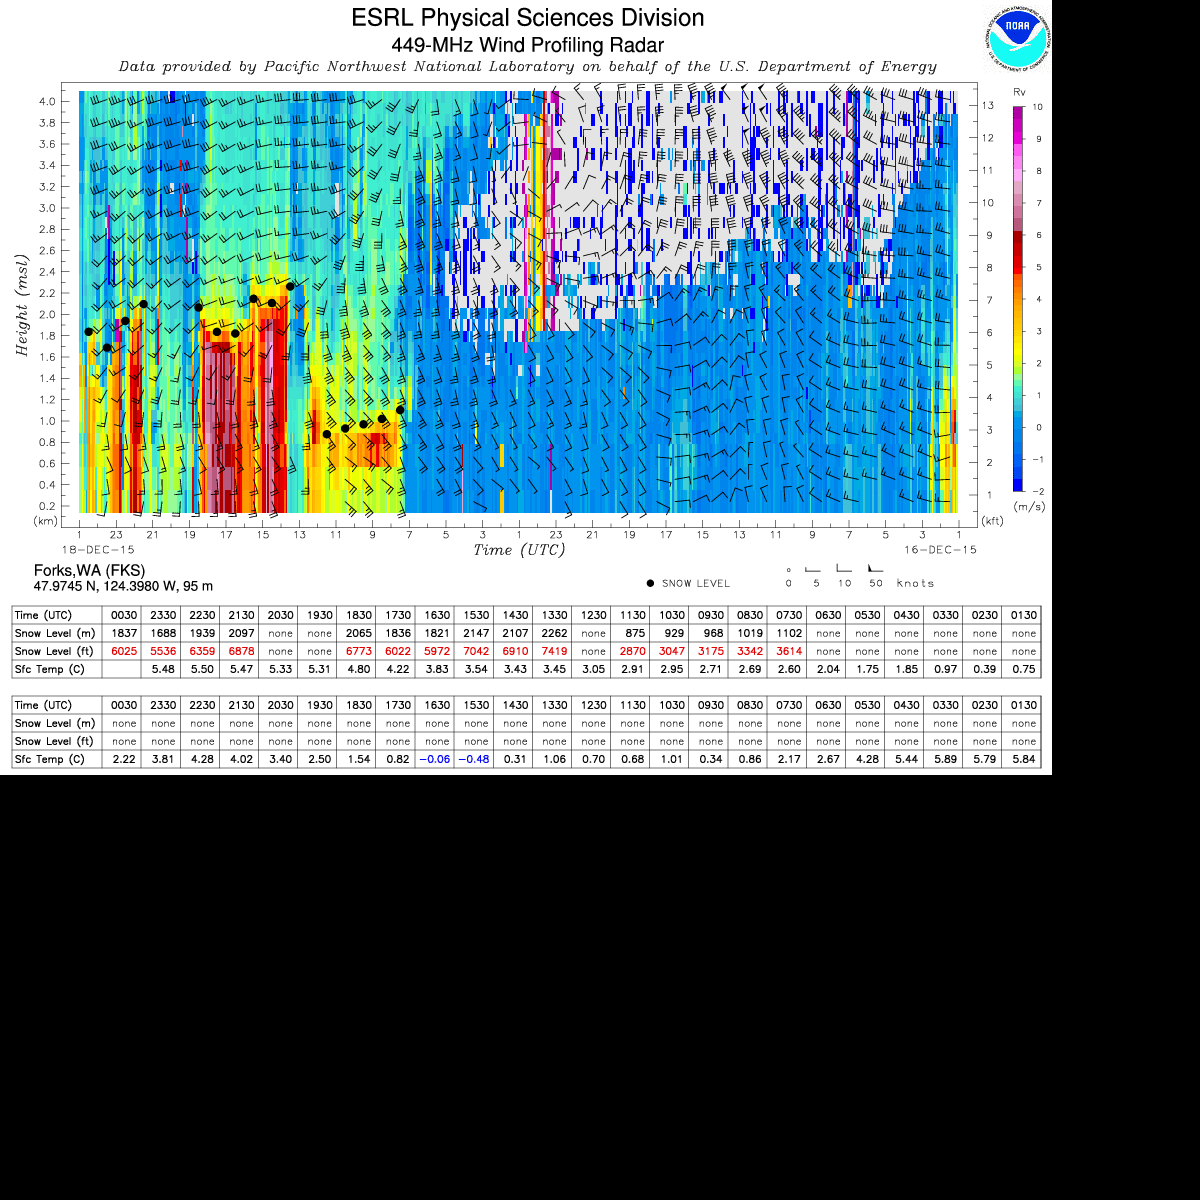 ESRL Physical Sciences Division
449-MHz Wind Profiling Radar
Data provided by Pacific Northwest National Laboratory on behalf of the U.S. Department of Energy
NOAA
Rv
Height (msl)
4.0
3.8
3.6
3.4
3.2
3.0
2.8
2.6
2.4
2.2
2.0
1.8
1.6
1.4
1.2
1.0
0.8
0.6
0.4
0.2
(km)
13
12
11
10
9
8
7
6
5
4
3
2
1
(kft)
10
9
8
7
6
5
4
3
2
1
0
−1
−2
(m/s)
1 23 21 19 17 15 13 11 9 7 5 3 1 23 21 19 17 15 13 11 9 7 5 3 1
18-DEC-15 Time (UTC) 16-DEC-15
Forks,WA (FKS)
47.9745 N, 124.3980 W, 95 m
SNOW LEVEL 0 5 10 50 knots
Time (UTC) 0030 2330 2230 2130 2030 1930 1830 1730 1630 1530 1430 1330 1230 1130 1030 0930 0830 0730 0630 0530 0430 0330 0230 0130
Snow Level (m) 1837 1688 1939 2097 none none 2065 1836 1821 2147 2107 2262 none 875 929 968 1019 1102 none none none none none none
Snow Level (ft) 6025 5536 6359 6878 none none 6773 6022 5972 7042 6910 7419 none 2870 3047 3175 3342 3614 none none none none none none
Sfc Temp (C) 5.48 5.50 5.47 5.33 5.31 4.80 4.22 3.83 3.54 3.43 3.45 3.05 2.91 2.95 2.71 2.69 2.60 2.04 1.75 1.85 0.97 0.39 0.75
Time (UTC) 0030 2330 2230 2130 2030 1930 1830 1730 1630 1530 1430 1330 1230 1130 1030 0930 0830 0730 0630 0530 0430 0330 0230 0130
Snow Level (m) none none none none none none none none none none none none none none none none none none none none none none none none
Snow Level (ft) none none none none none none none none none none none none none none none none none none none none none none none none
Sfc Temp (C) 2.22 3.81 4.28 4.02 3.40 2.50 1.54 0.82 −0.06 −0.48 0.31 1.06 0.70 0.68 1.01 0.34 0.86 2.17 2.67 4.28 5.44 5.89 5.79 5.84